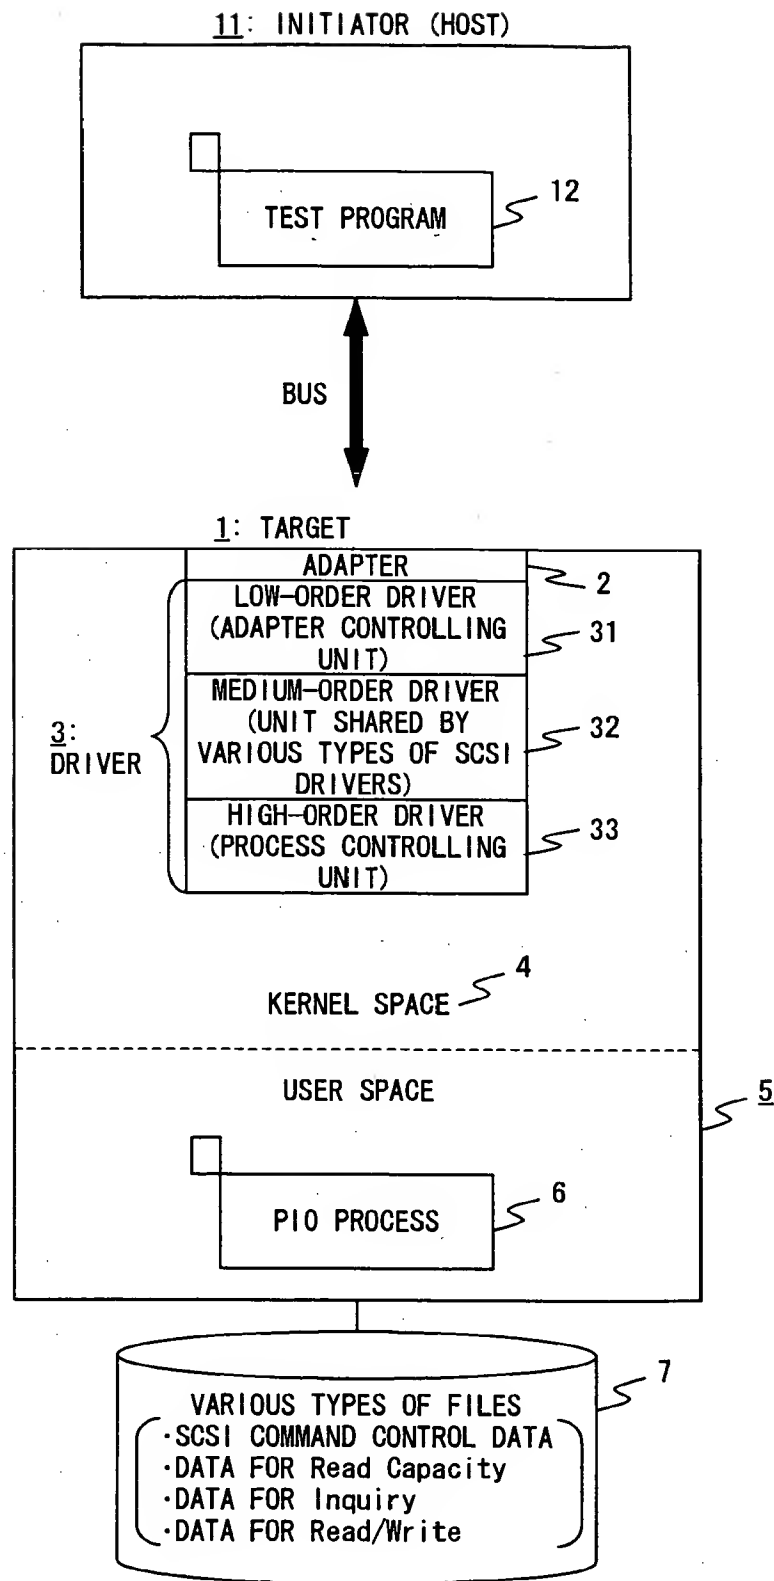 11: INITIATOR (HOST)
TEST PROGRAM
12
BUS
1: TARGET
ADAPTER
2
LOW-ORDER DRIVER
(ADAPTER CONTROLLING
UNIT)
31
MEDIUM-ORDER DRIVER
(UNIT SHARED BY
VARIOUS TYPES OF SCSI
DRIVERS)
32
3:
DRIVER
HIGH-ORDER DRIVER
(PROCESS CONTROLLING
UNIT)
33
KERNEL SPACE
4
USER SPACE
5
PIO PROCESS
6
7
VARIOUS TYPES OF FILES
·SCSI COMMAND CONTROL DATA
·DATA FOR Read Capacity
·DATA FOR Inquiry
·DATA FOR Read/Write